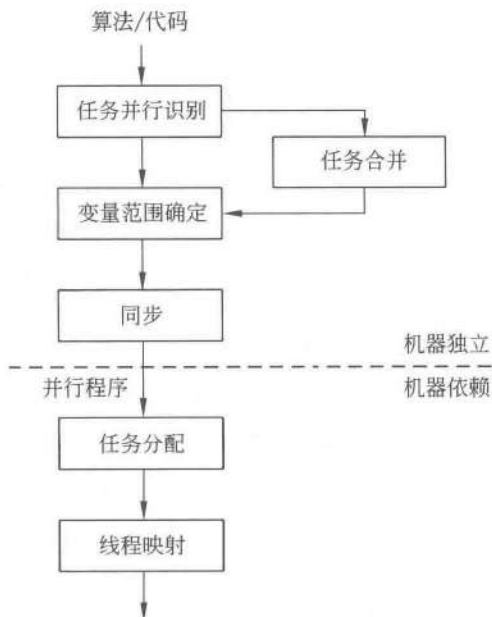 算法/代码
任务并行识别
任务合并
变量范围确定
同步
机器独立
并行程序
机器依赖
任务分配
线程映射